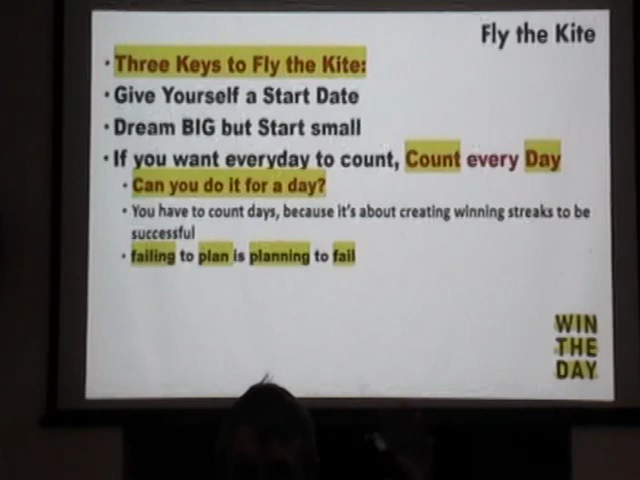 Fly the Kite
• Three Keys to Fly the Kite:
• Give Yourself a Start Date
• Dream BIG but Start small
• If you want everyday to count, Count every Day
• Can you do it for a day?
• You have to count days, because it's about creating winning streaks to be
successful
• failing to plan is planning to fail
WIN
THE
DAY